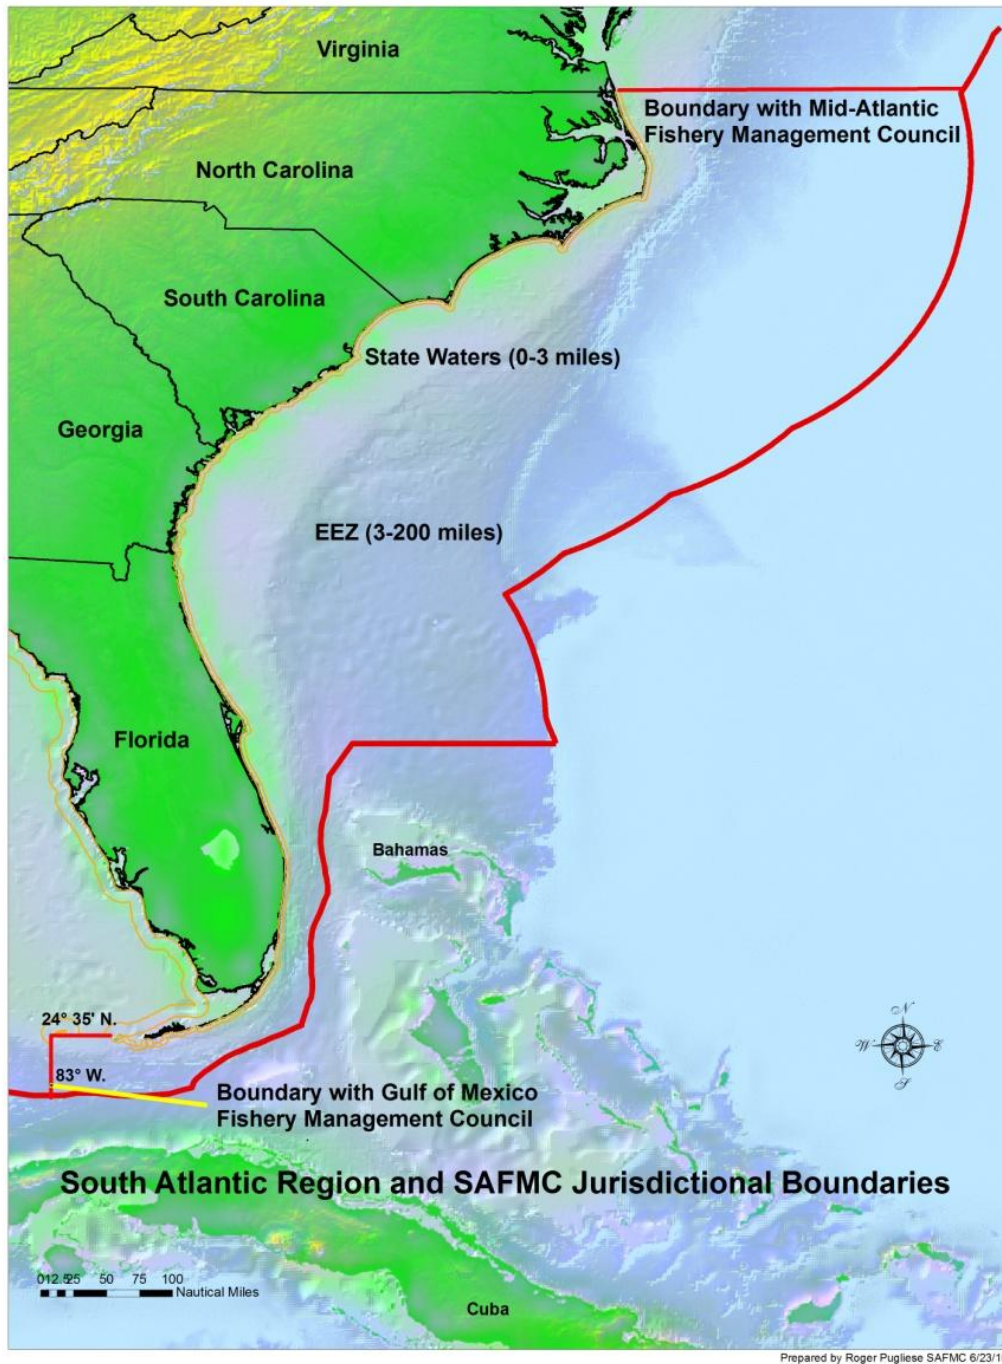 Virginia
Boundary with Mid-Atlantic
Fishery Management Council
North Carolina
South Carolina
State Waters (0-3 miles)
Georgia
EEZ (3-200 miles)
Florida
Bahamas
24° 35' N.
83° W.
Boundary with Gulf of Mexico
Fishery Management Council
N
W
E
S
South Atlantic Region and SAFMC Jurisdictional Boundaries
0 12.5 25 50 75 100
Nautical Miles
Cuba
Prepared by Roger Pugliese SAFMC 6/23/1